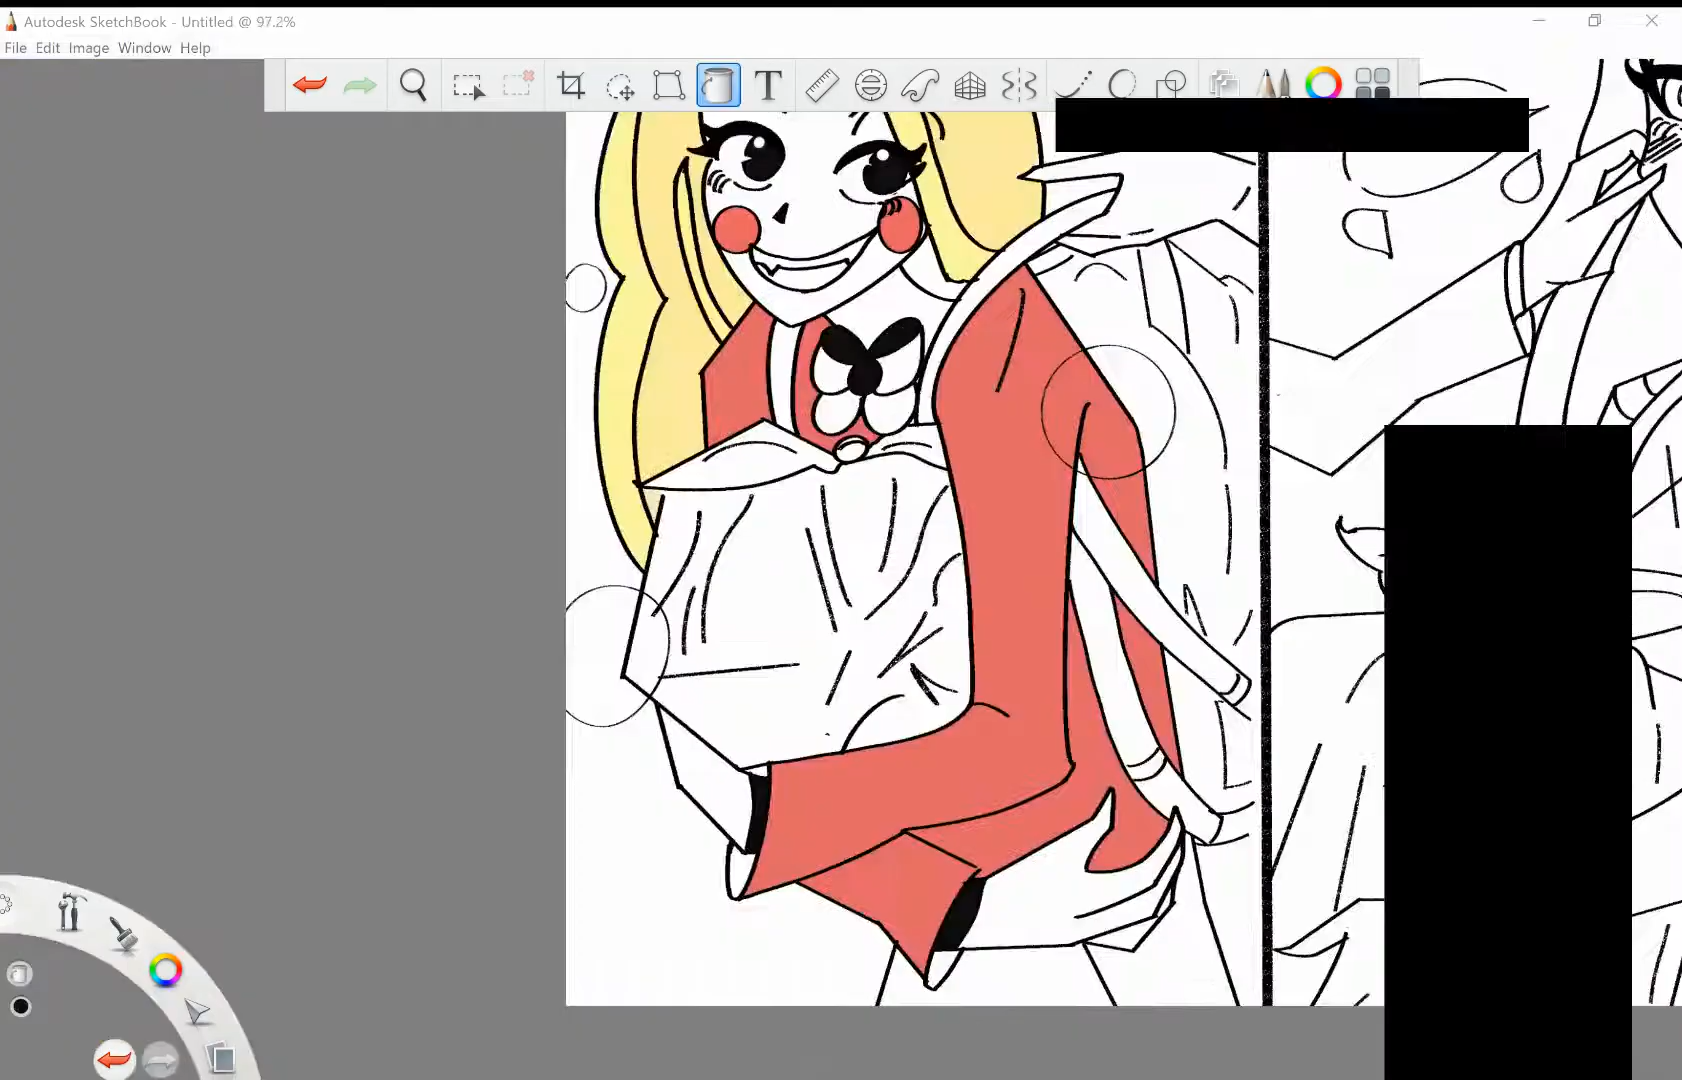 Autodesk SketchBook - Untitled @ 97.2%
File Edit Image Window Help
T